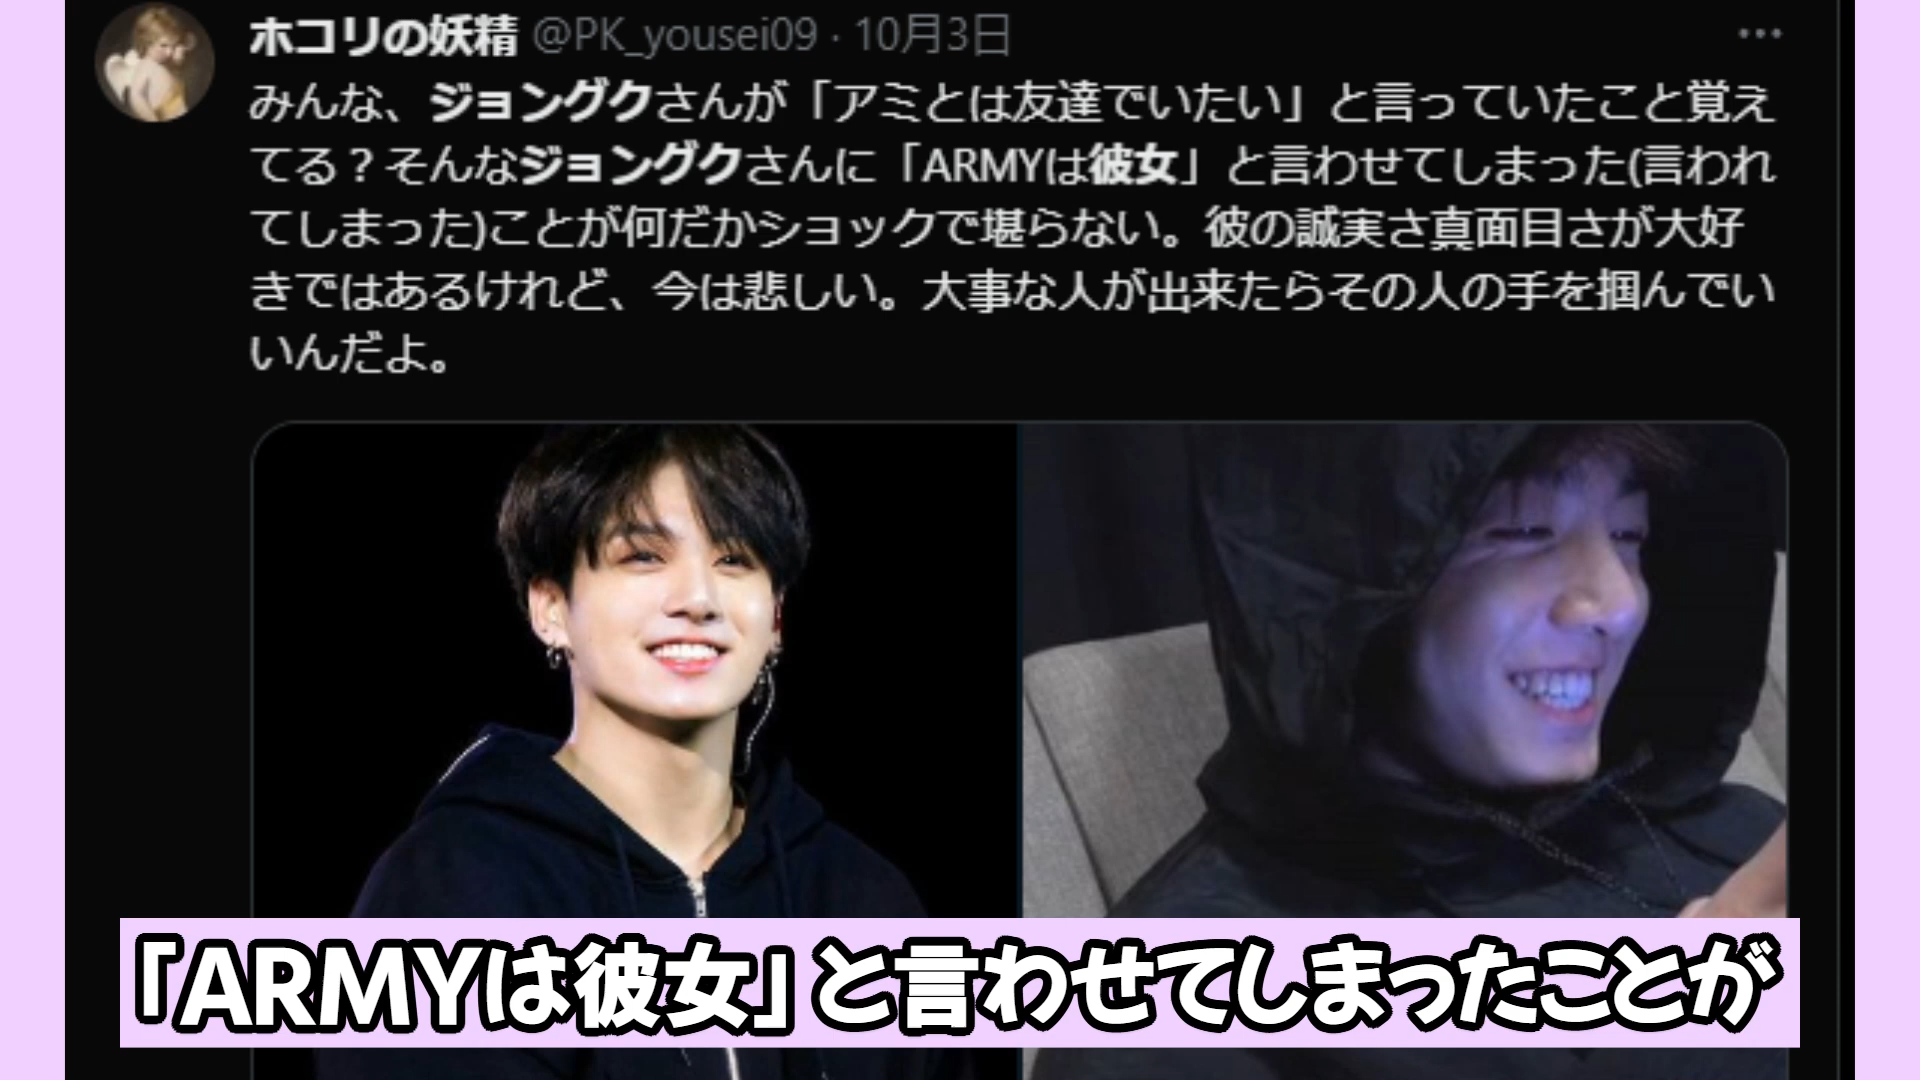 ホコリの妖精 @PK_yousei09 · 10月3日
みんな、ジョングクさんが「アミとは友達でいたい」と言っていたこと覚え
てる？そんなジョングクさんに「ARMYは彼女」と言わせてしまった(言われ
てしまった)ことが何だかショックで堪らない。彼の誠実さ真面目さが大好
きではあるけれど、今は悲しい。大事な人が出来たらその人の手を掴んでい
いんだよ。
「ARMYは彼女」と言わせてしまったことが